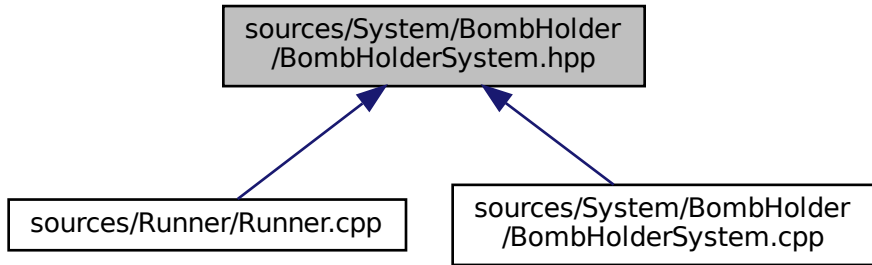 sources/System/BombHolder
/BombHolderSystem.hpp
sources/Runner/Runner.cpp
sources/System/BombHolder
/BombHolderSystem.cpp